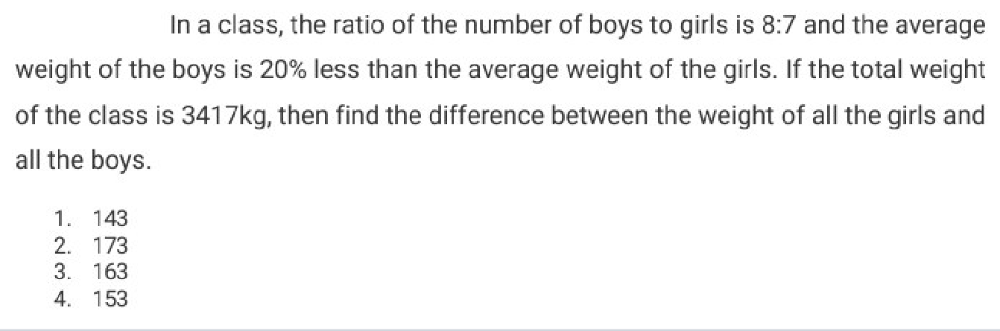 In a class, the ratio of the number of boys to girls is 8:7 and the average
weight of the boys is 20% less than the average weight of the girls. If the total weight
of the class is 3417kg, then find the difference between the weight of all the girls and
all the boys.
1. 143
2. 173
3. 163
4. 153